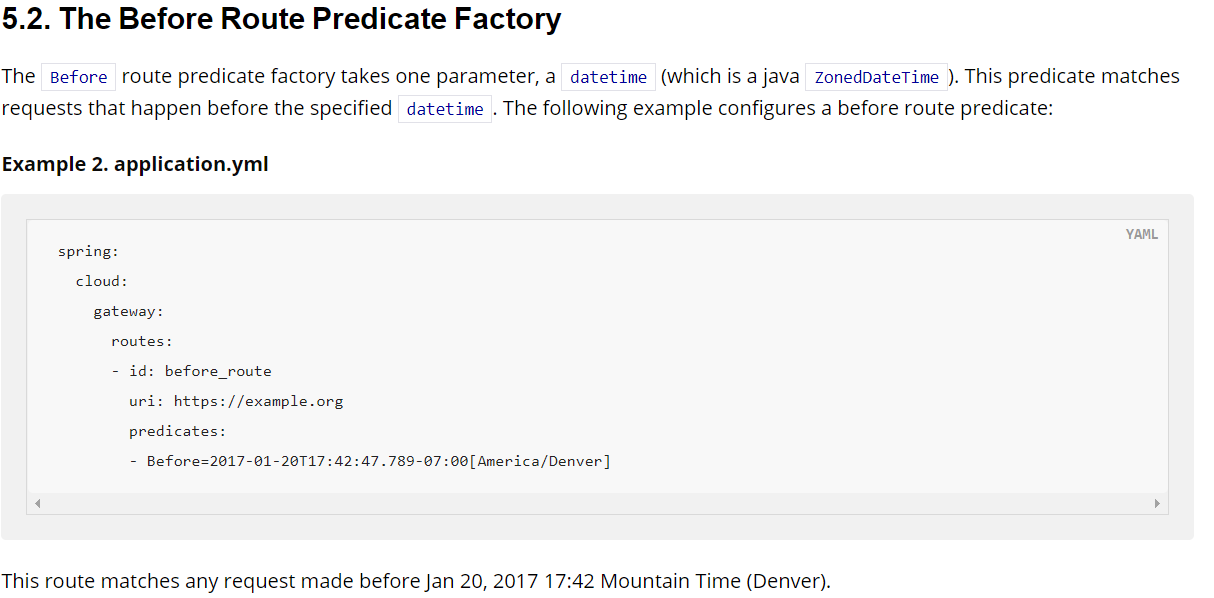 5.2. The Before Route Predicate Factory
The Before route predicate factory takes one parameter, a datetime (which is a java ZonedDateTime ). This predicate matches
requests that happen before the specified datetime . The following example configures a before route predicate:
Example 2. application.yml
YAML
spring:
  cloud:
    gateway:
      routes:
      - id: before_route
        uri: https://example.org
        predicates:
        - Before=2017-01-20T17:42:47.789-07:00[America/Denver]
This route matches any request made before Jan 20, 2017 17:42 Mountain Time (Denver).